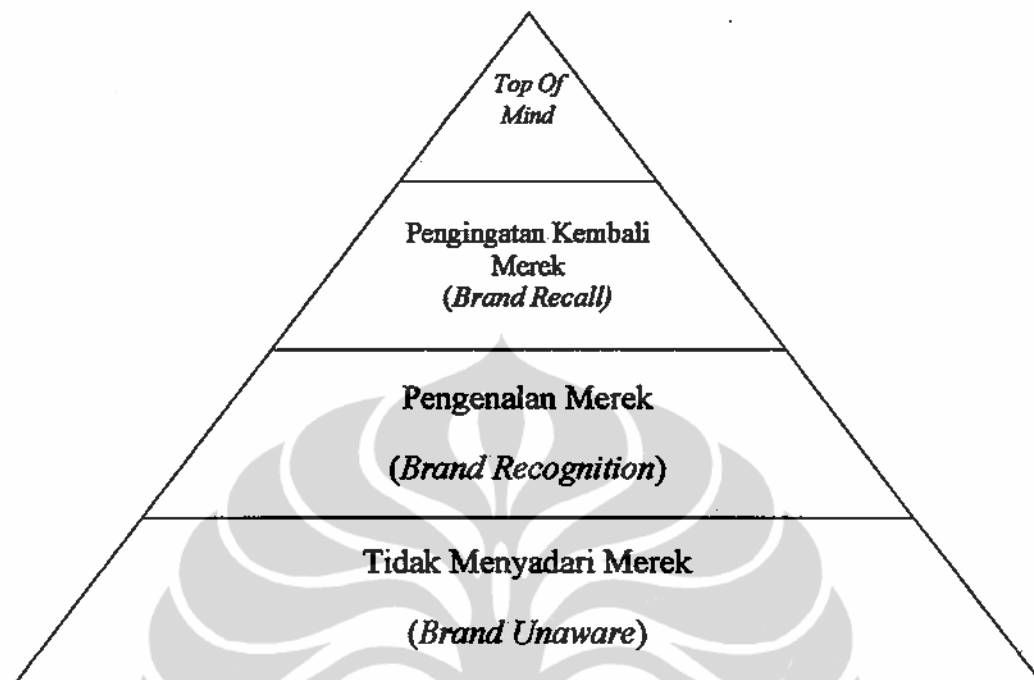 Top Of
Mind
Pengingatan Kembali
Merek
(Brand Recall)
Pengenalan Merek
(Brand Recognition)
Tidak Menyadari Merek
(Brand Unaware)